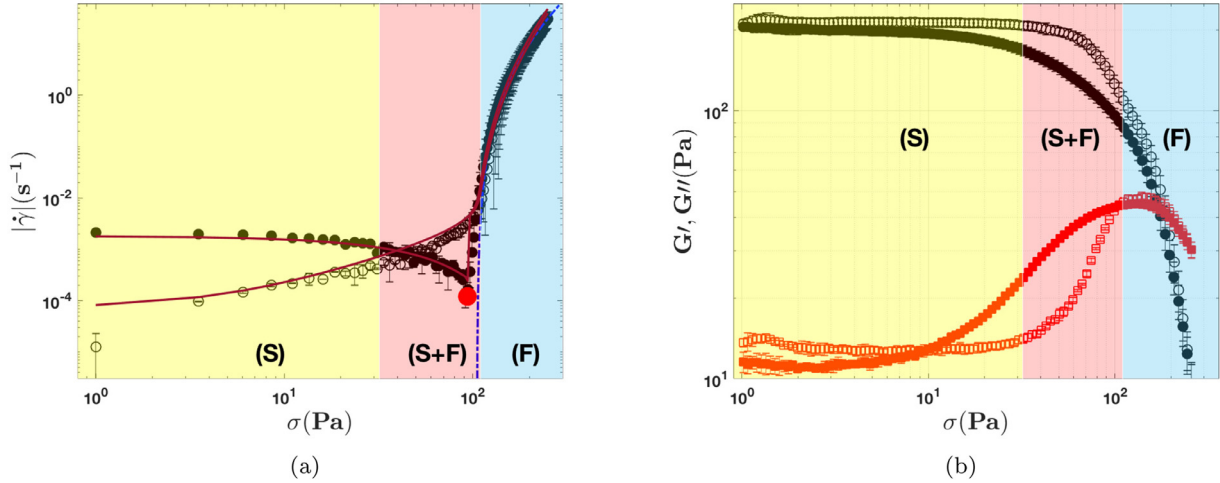 10⁰
10⁻²
10⁻⁴
|γ̇|(s⁻¹)
(S)
(S+F)
(F)
10⁰
10¹
10²
σ(Pa)
(a)
10²
10¹
G′, G′′(Pa)
(S)
(S+F)
(F)
10⁰
10¹
10²
σ(Pa)
(b)